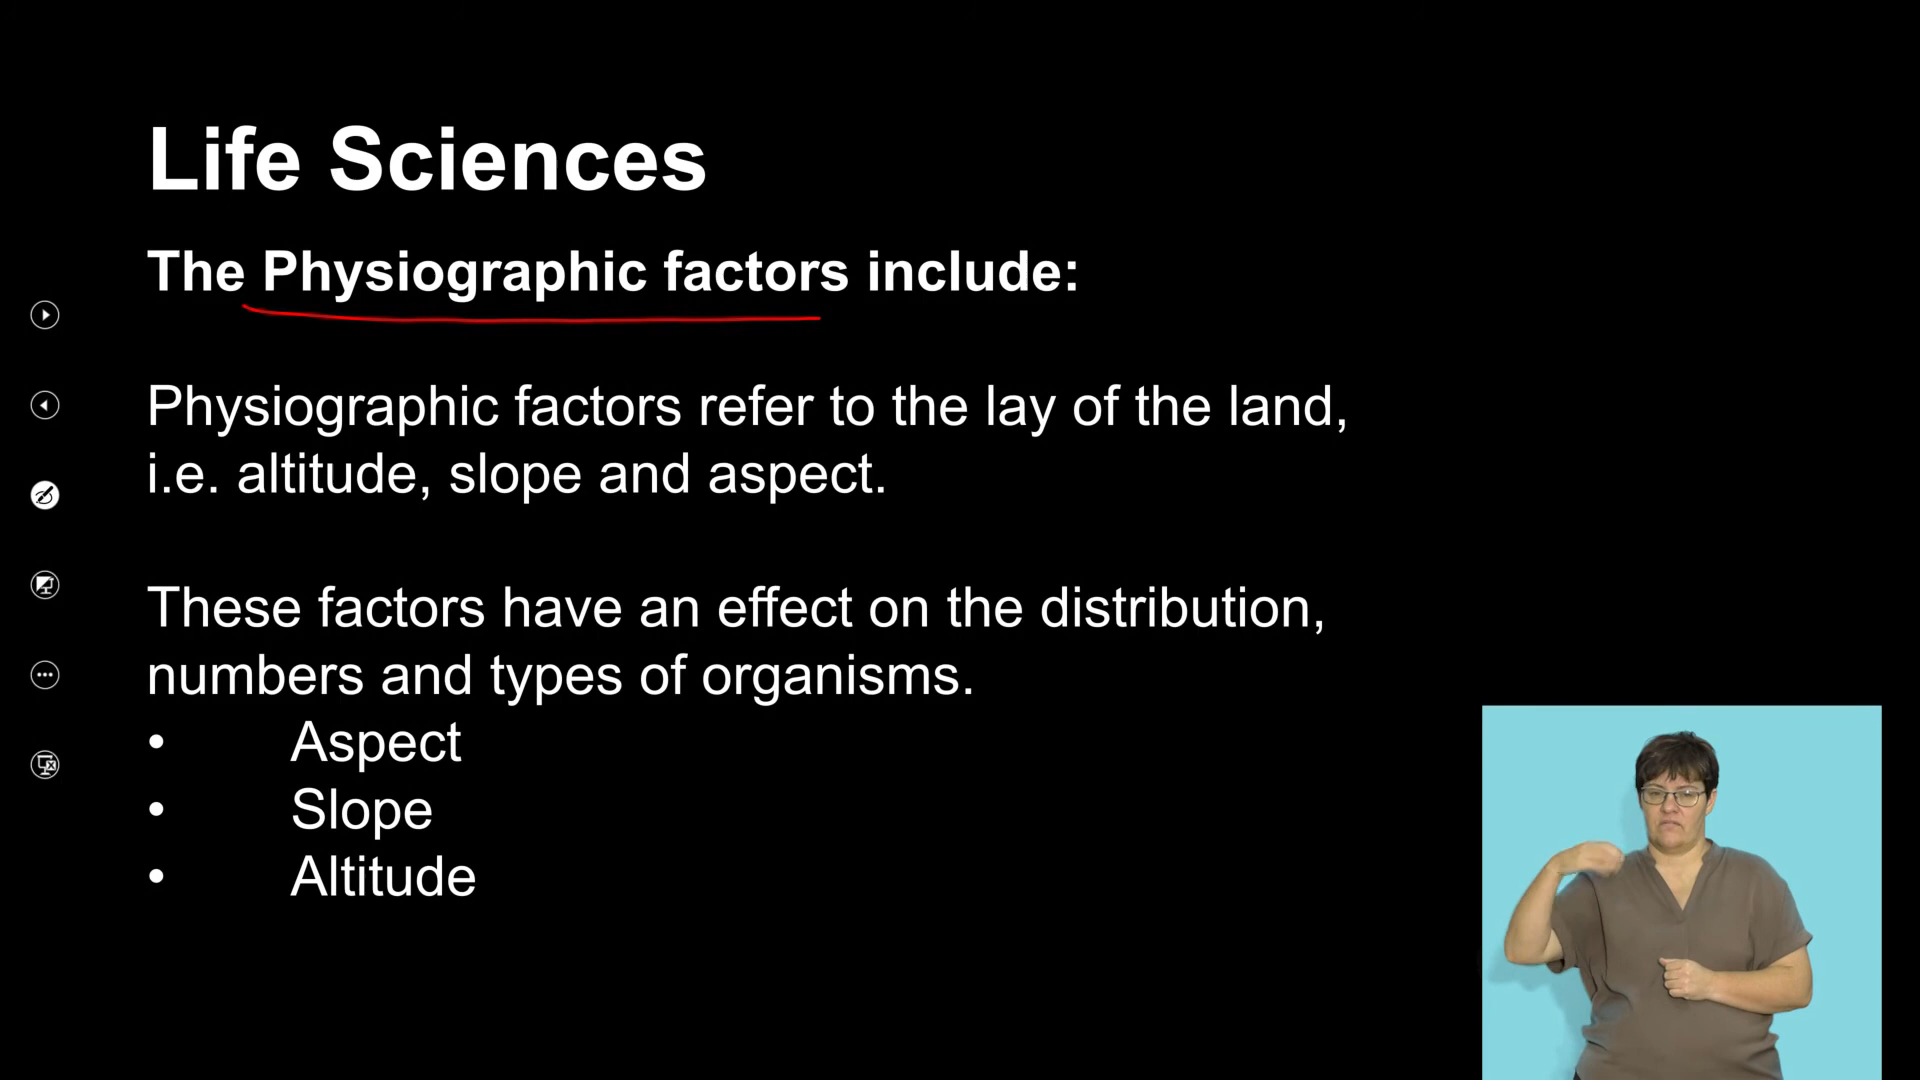 Life Sciences
The Physiographic factors include:
Physiographic factors refer to the lay of the land,
i.e. altitude, slope and aspect.
These factors have an effect on the distribution,
numbers and types of organisms.
• Aspect
• Slope
• Altitude